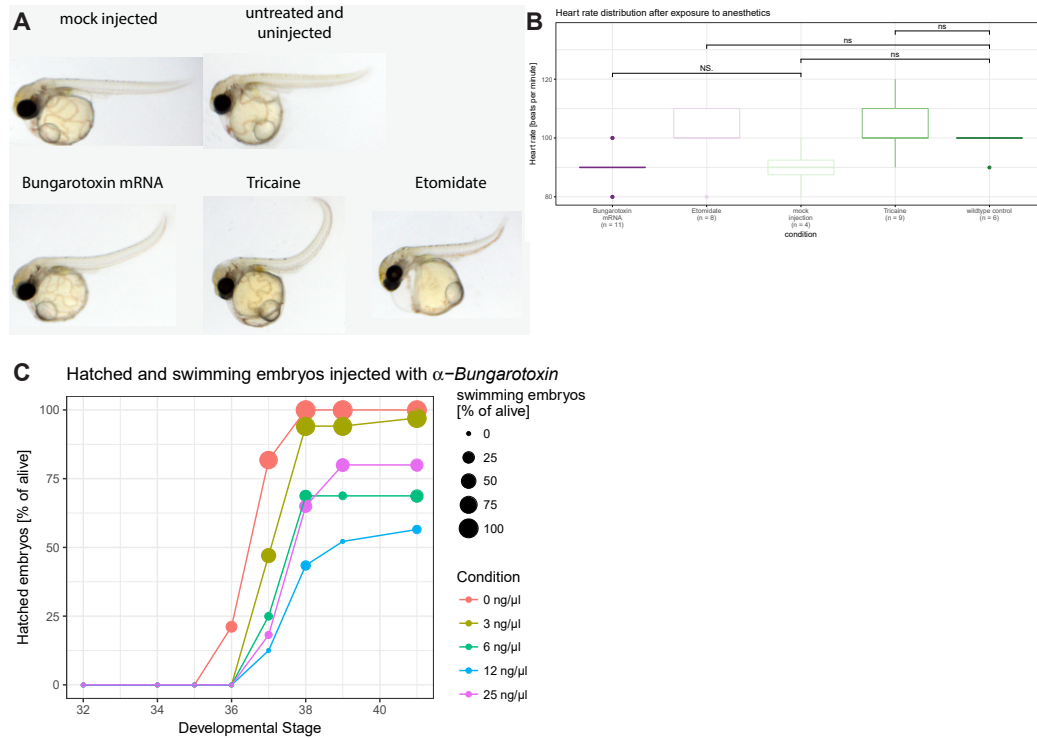 A
mock injected
untreated and
uninjected
Bungarotoxin mRNA
Tricaine
Etomidate
B
Heart rate distribution after exposure to anesthetics
ns
ns
ns
NS.
Heart rate [beats per minute]
120
100
80
Bungarotoxin
mRNA
(n = 11)
Etomidate
(n = 8)
mock
injection
(n = 4)
Tricaine
(n = 9)
wildtype control
(n = 6)
condition
C
Hatched and swimming embryos injected with α−Bungarotoxin
Hatched embryos [% of alive]
100
75
50
25
0
32
34
36
38
40
Developmental Stage
swimming embryos
[% of alive]
0
25
50
75
100
Condition
0 ng/µl
3 ng/µl
6 ng/µl
12 ng/µl
25 ng/µl